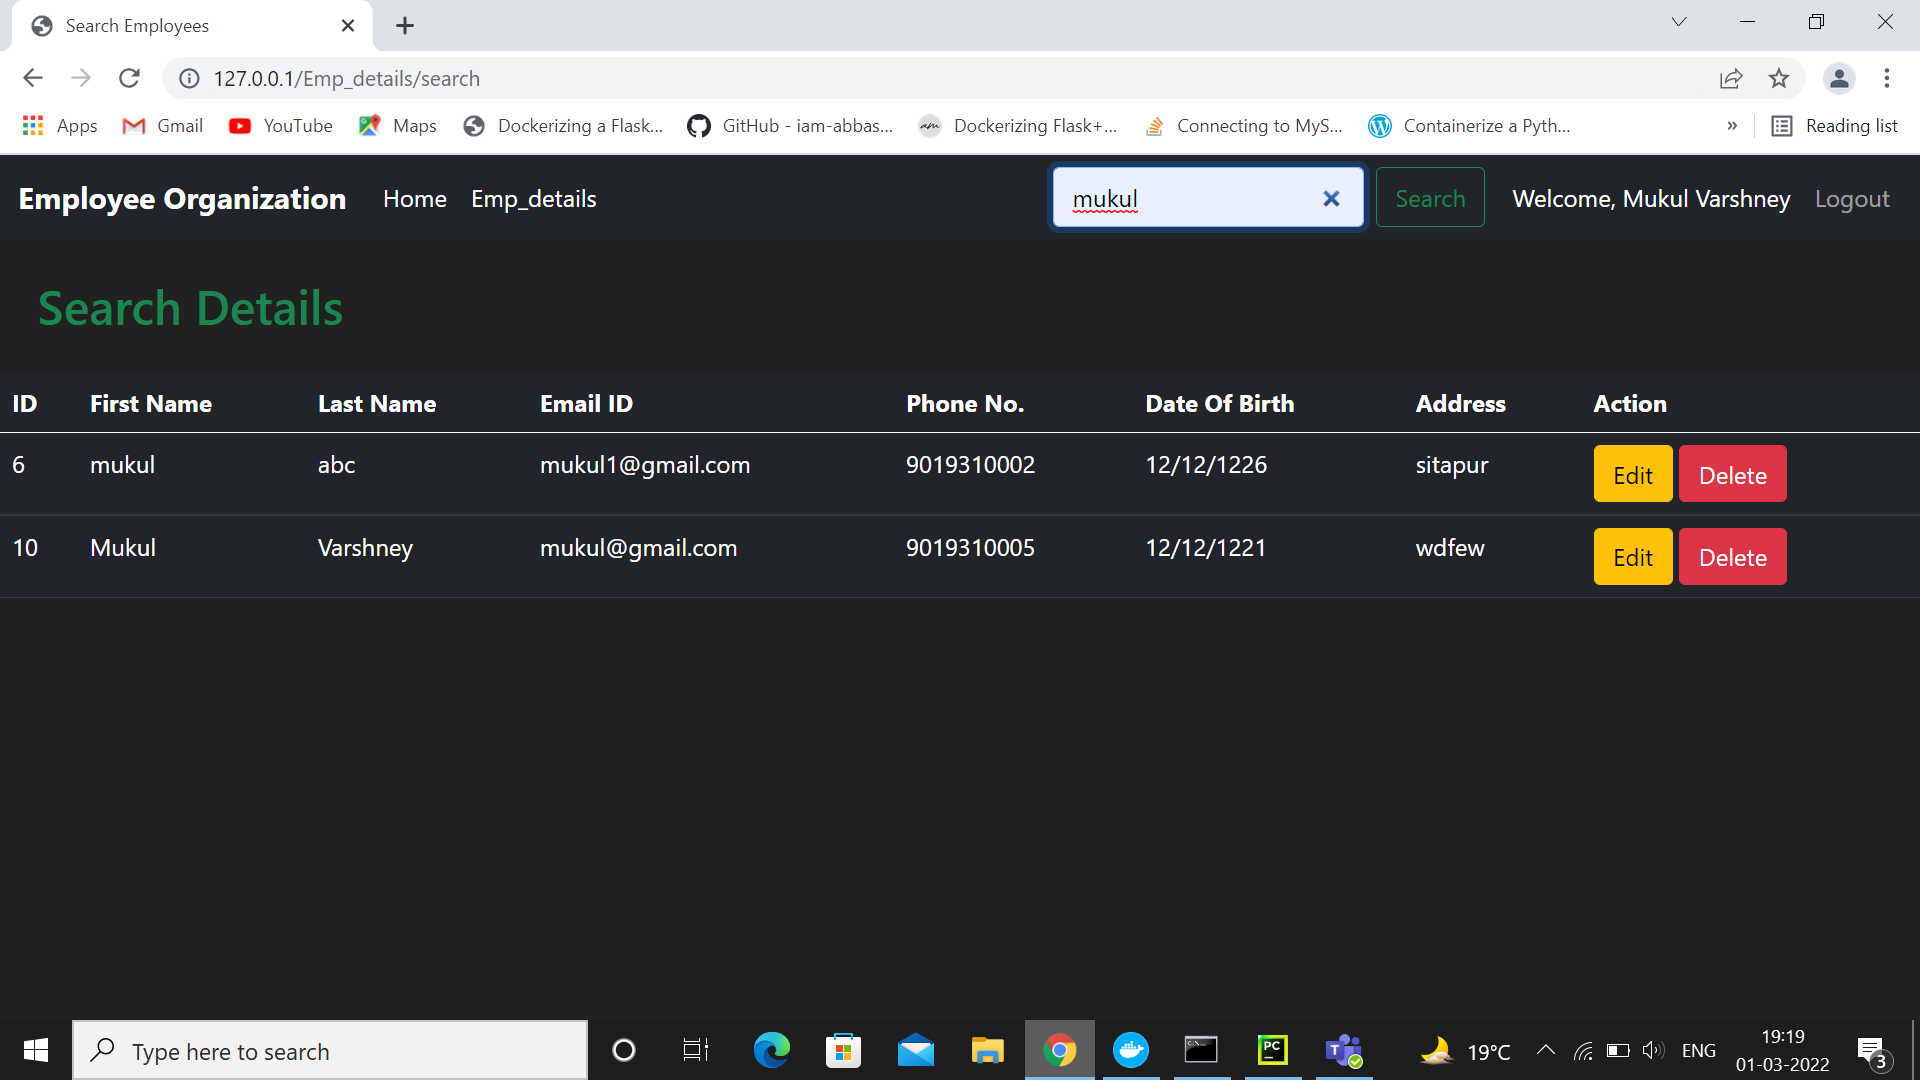 Search Employees
127.0.0.1/Emp_details/search
Apps Gmail YouTube Maps Dockerizing a Flask... GitHub - iam-abbas... am Dockerizing Flask+... Connecting to MyS... Containerize a Pyth... » Reading list
Employee Organization Home Emp_details mukul Search Welcome, Mukul Varshney Logout
Search Details
ID First Name Last Name Email ID Phone No. Date Of Birth Address Action
6 mukul abc mukul1@gmail.com 9019310002 12/12/1226 sitapur Edit Delete
10 Mukul Varshney mukul@gmail.com 9019310005 12/12/1221 wdfew Edit Delete
Type here to search PC T 19°C ENG 19:19
01-03-2022 3